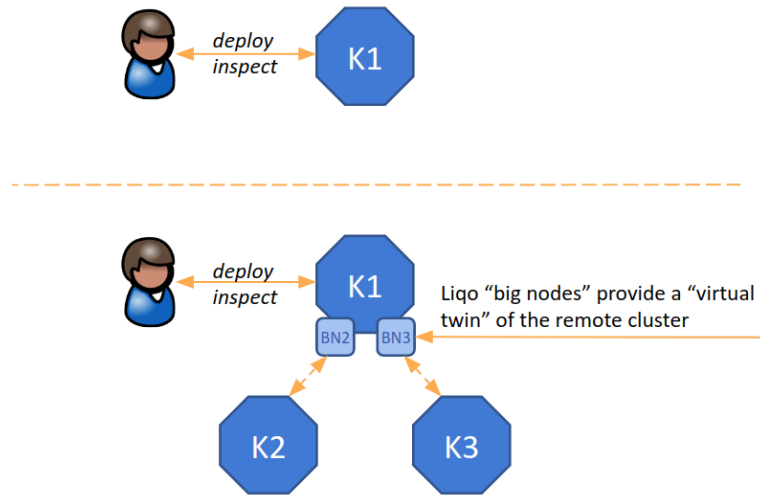 deploy
inspect
K1
deploy
inspect
K1
Liqo “big nodes” provide a “virtual
twin” of the remote cluster
BN2
BN3
K2
K3